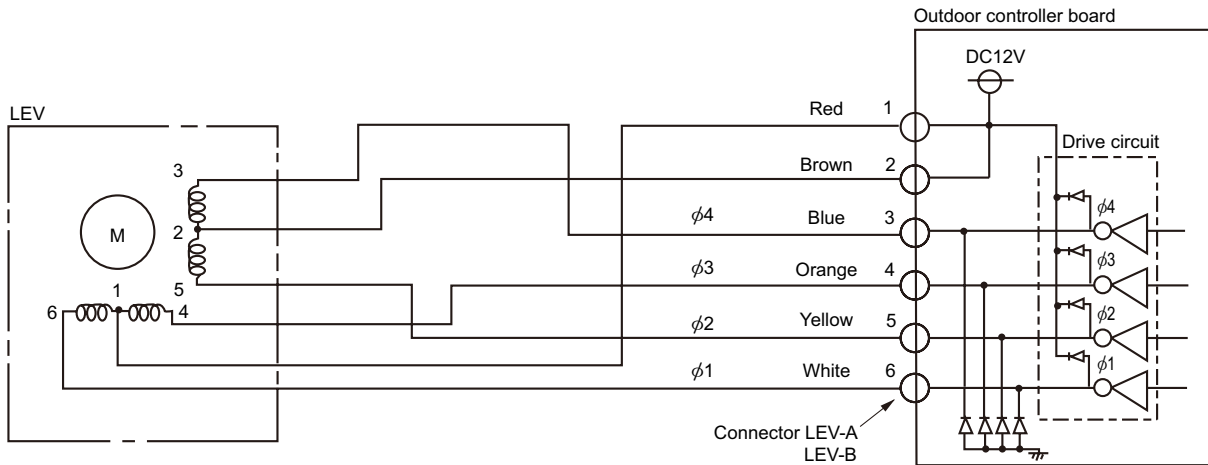 Outdoor controller board
DC12V
LEV
Red 1
Drive circuit
Brown 2
3
ϕ4 Blue 3
ϕ4
M
2
ϕ3 Orange 4
ϕ3
1
5
6
4
ϕ2 Yellow 5
ϕ2
ϕ1 White 6
ϕ1
Connector LEV-A
LEV-B